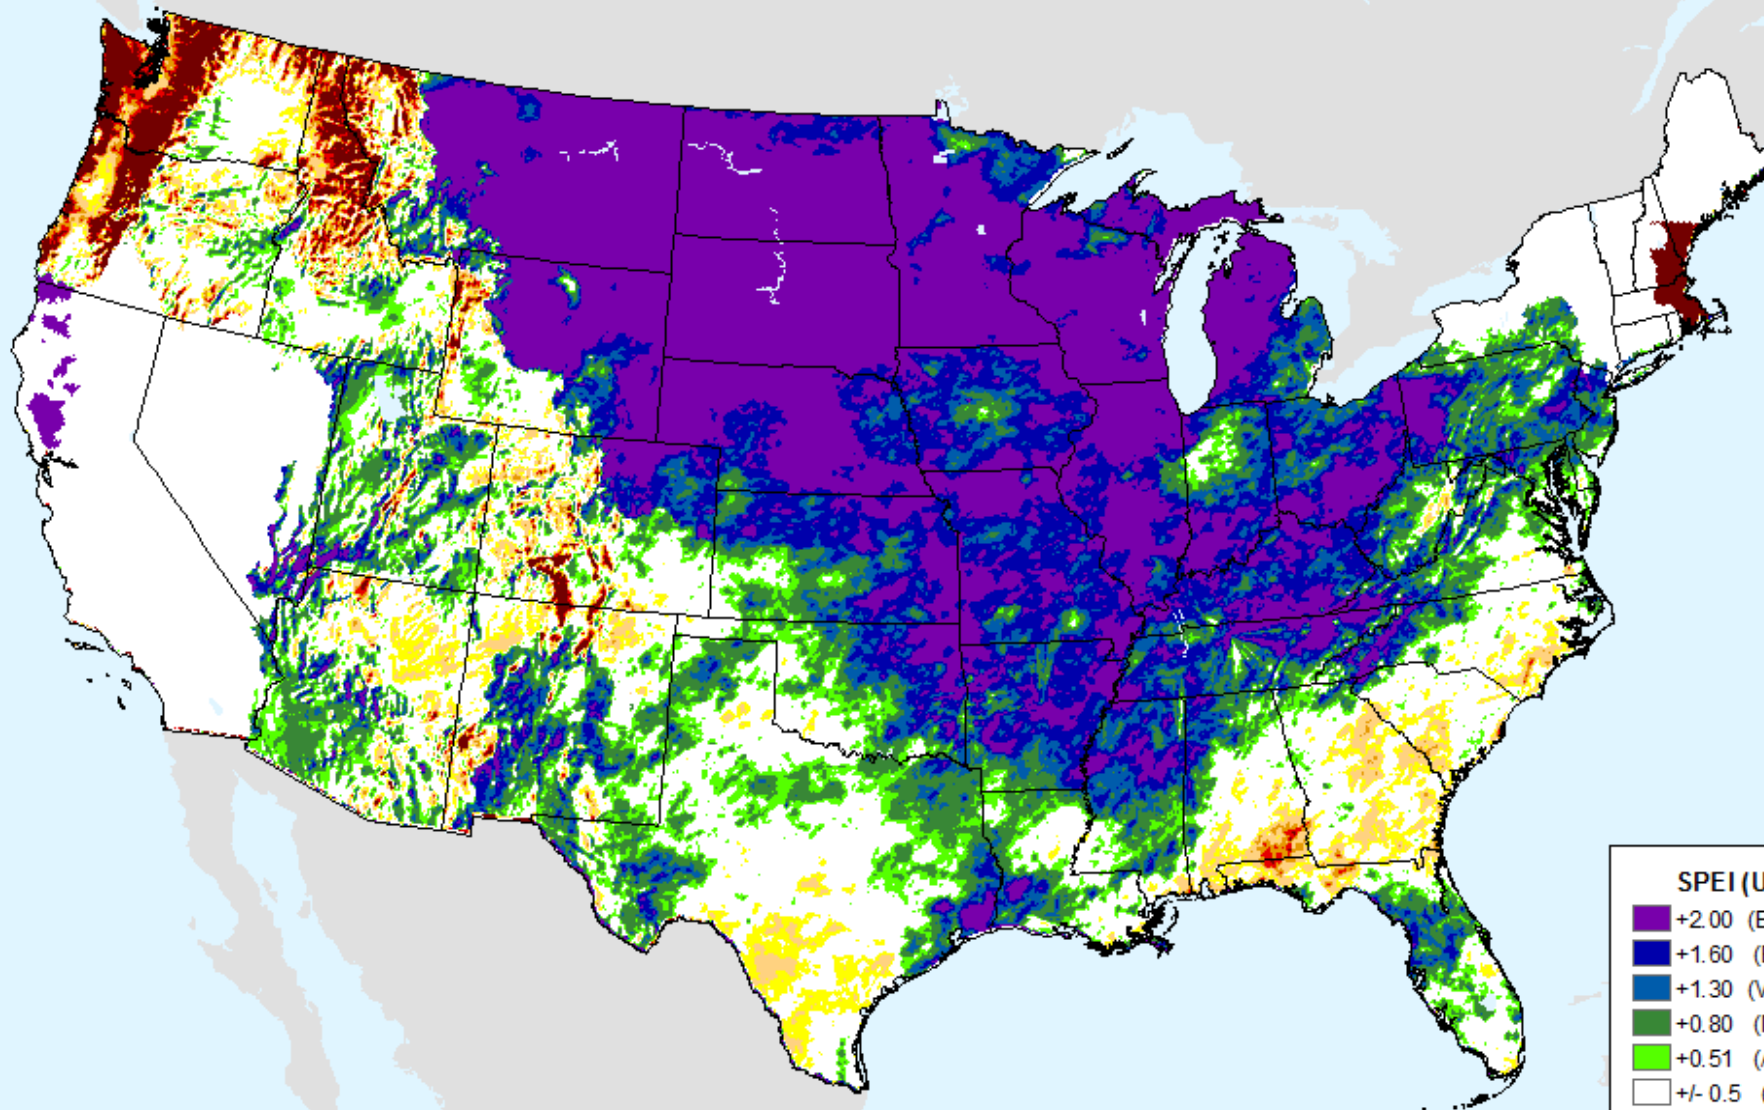 SPEI (U
+2.00 (E
+1.60 (
+1.30 (V
+0.80 (
+0.51 (
+/- 0.5 (